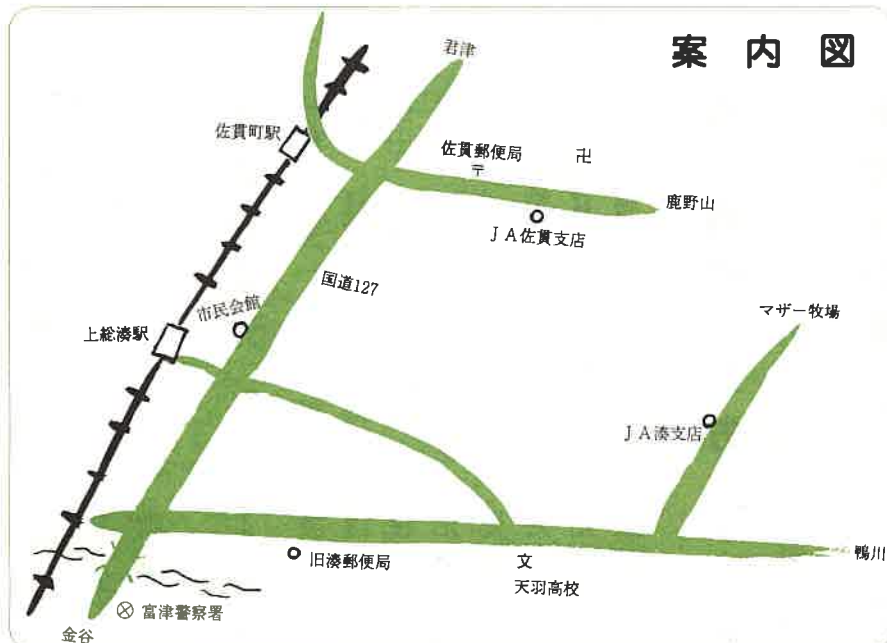 案内図
君津
佐貫町駅
佐貫郵便局
〒
卍
鹿野山
ＪＡ佐貫支店
国道127
市民会館
上総湊駅
マザー牧場
ＪＡ湊支店
旧湊郵便局
文
天羽高校
鴨川
富津警察署
金谷